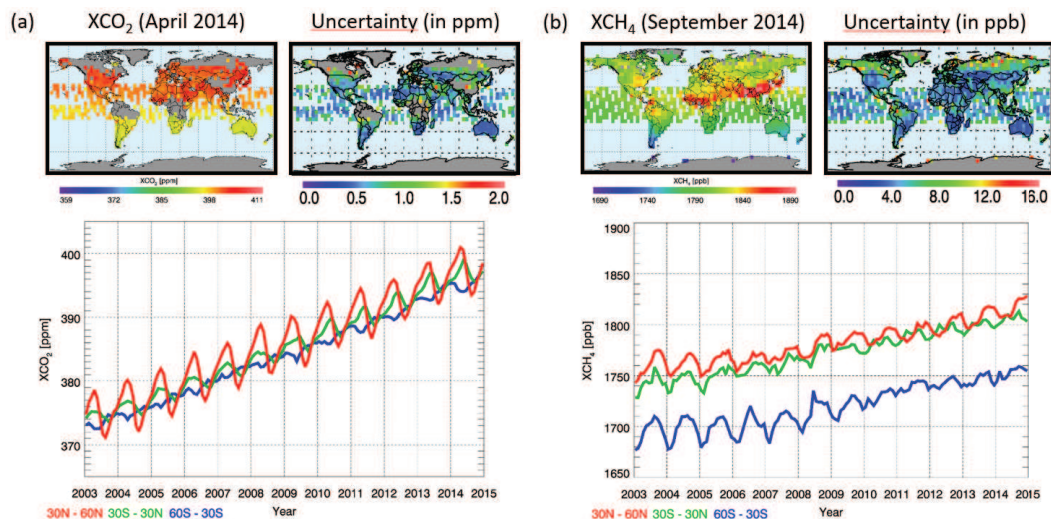 (a) XCO₂ (April 2014) Uncertainty (in ppm)
XCO₂ [ppm]
359 372 385 398 411
0.0 0.5 1.0 1.5 2.0
XCO₂ [ppm]
400
390
380
370
2003 2004 2005 2006 2007 2008 2009 2010 2011 2012 2013 2014 2015
30N - 60N 30S - 30N 60S - 30S Year
(b) XCH₄ (September 2014) Uncertainty (in ppb)
XCH₄ [ppb]
1690 1740 1790 1840 1890
0.0 4.0 8.0 12.0 16.0
XCH₄ [ppb]
1900
1850
1800
1750
1700
1650
2003 2004 2005 2006 2007 2008 2009 2010 2011 2012 2013 2014 2015
30N - 60N 30S - 30N 60S - 30S Year